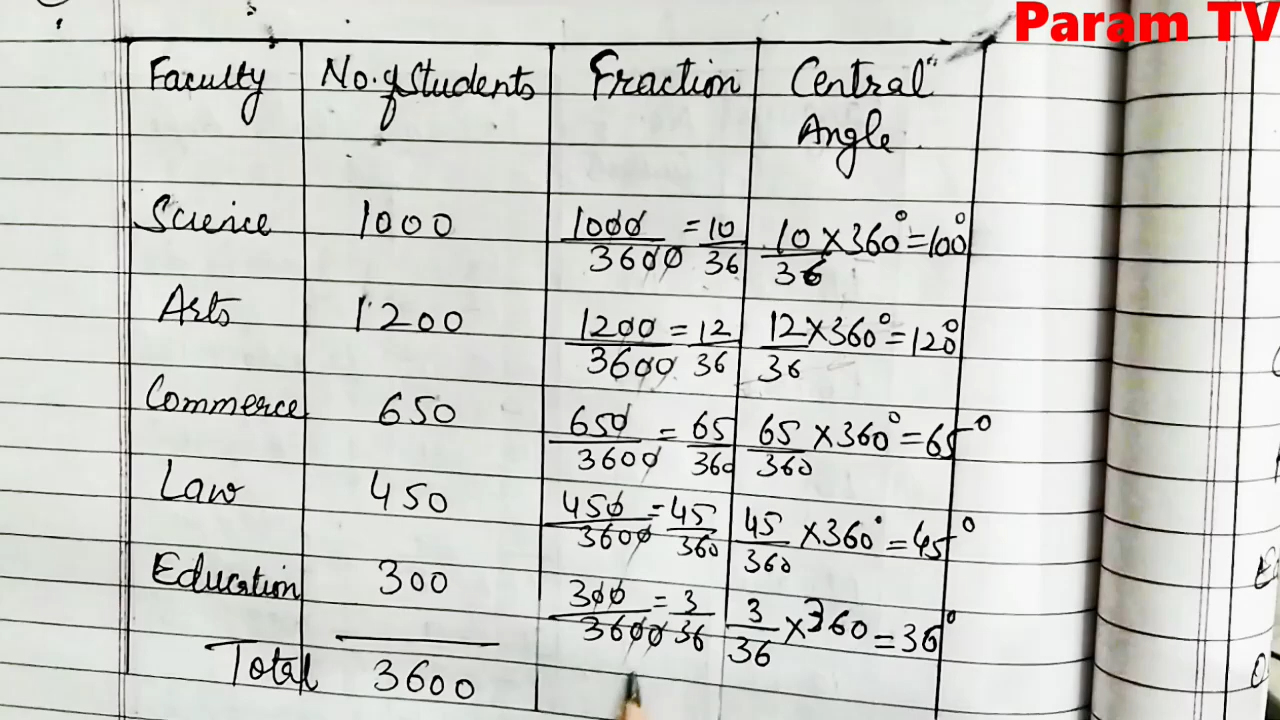 Param TV
Faculty No. of Students Fraction Central Angle
Science 1000 1000/3600 = 10/36 10/36 × 360° = 100°
Arts 1200 1200/3600 = 12/36 12/36 × 360° = 120°
Commerce 650 650/3600 = 65/360 65/360 × 360° = 65°
Law 450 450/3600 = 45/360 45/360 × 360° = 45°
Education 300 300/3600 = 3/36 3/36 × 360 = 36°
Total 3600